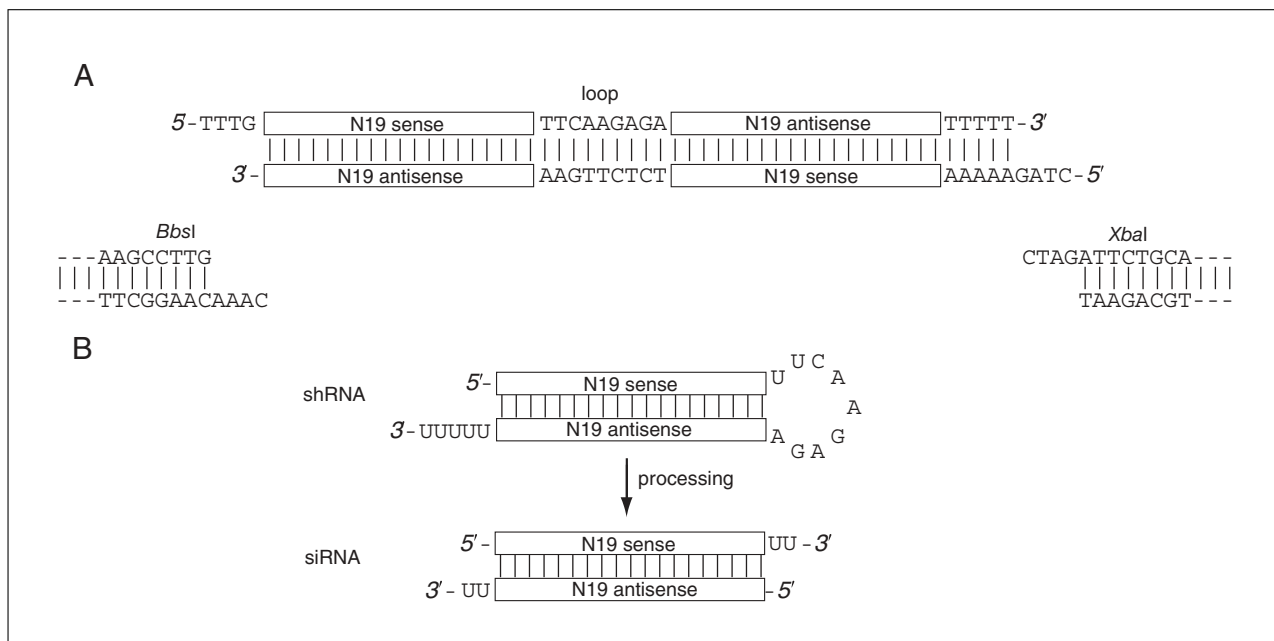 A
loop
5′-TTTG N19 sense TTCAAGAGA N19 antisense TTTTT-3′
3′- N19 antisense AAGTTCTCT N19 sense AAAAAGATC-5′
BbsI XbaI
---AAGCCTTG CTAGATTCTGCA---
---TTCGGAACAAAC TAAGACGT---
B
shRNA
5′- N19 sense UUCAAGAGA
3′-UUUUU N19 antisense
processing
siRNA
5′- N19 sense UU-3′
3′-UU N19 antisense -5′